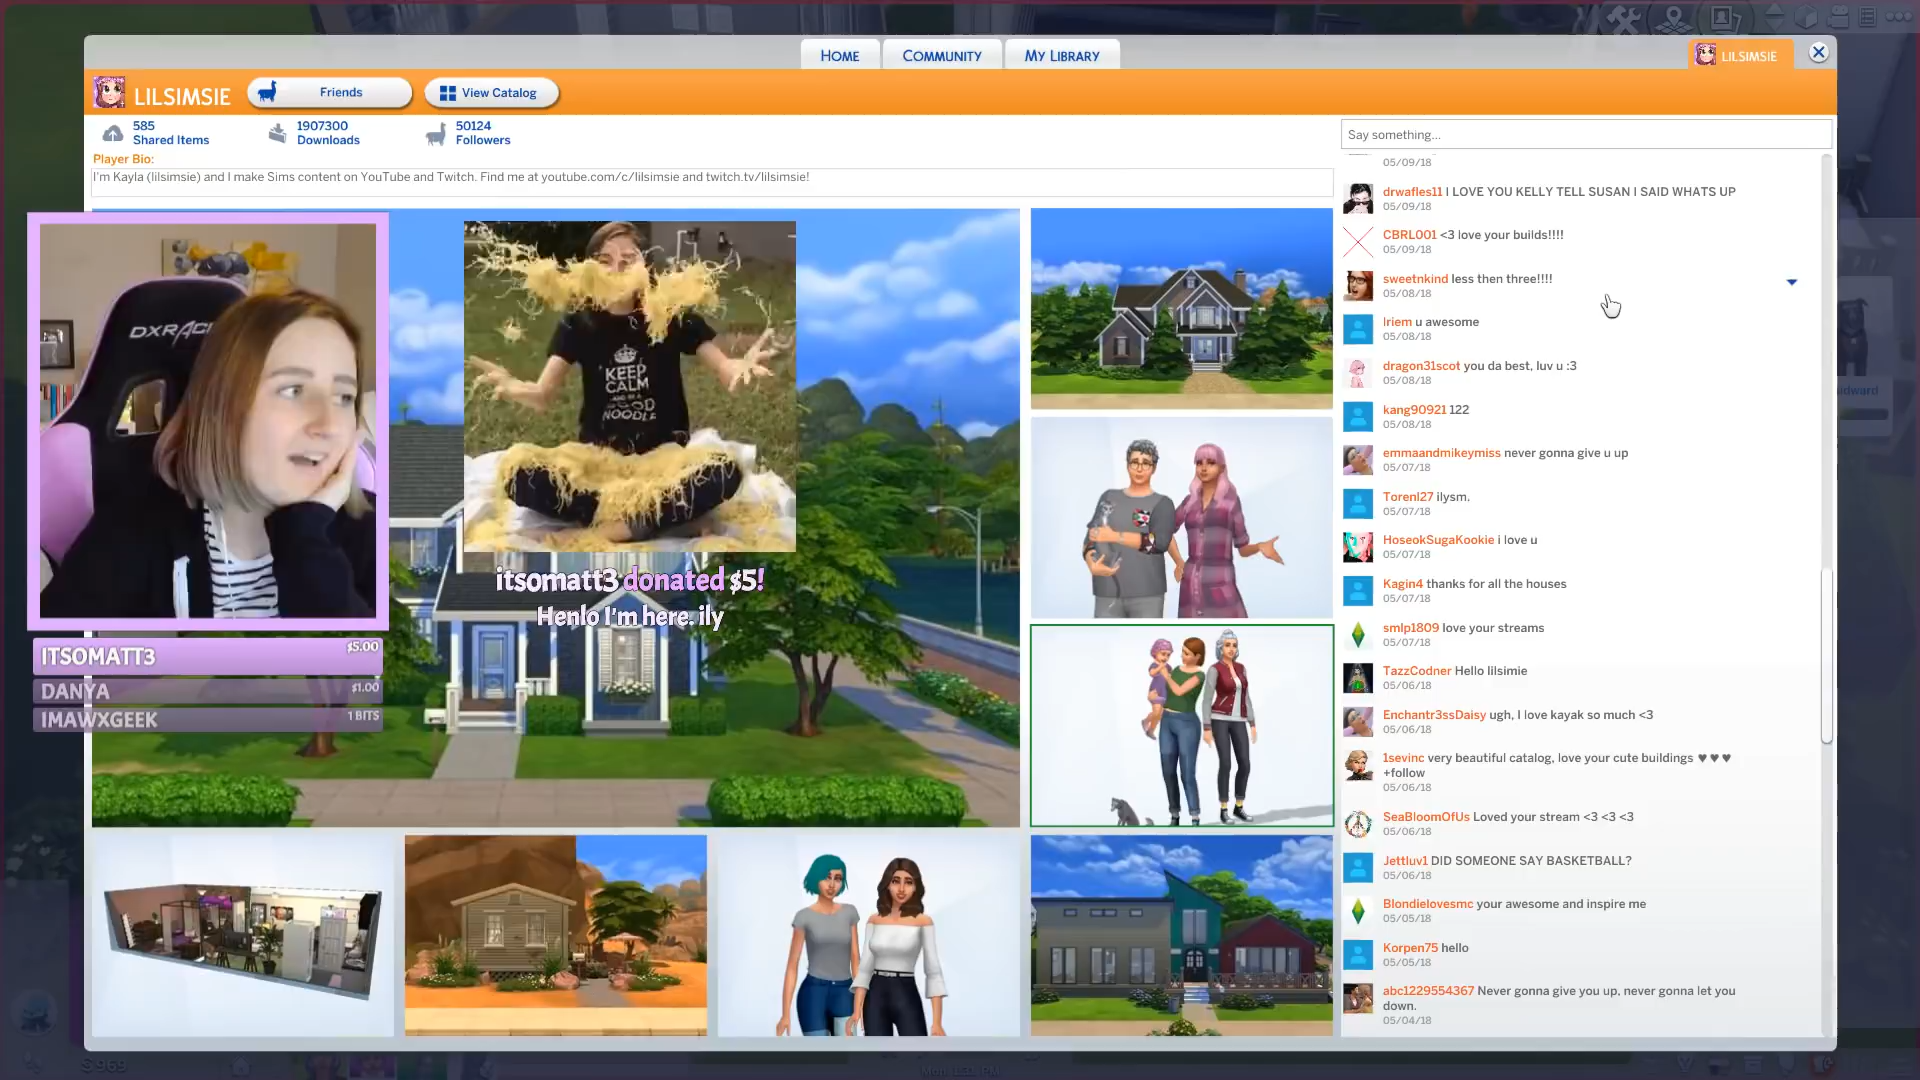 HOME
COMMUNITY
MY LIBRARY
LILSIMSIE
LILSIMSIE
Friends
View Catalog
585
Shared Items
1907300
Downloads
50124
Followers
Player Bio:
I'm Kayla (lilsimsie) and I make Sims content on YouTube and Twitch. Find me at youtube.com/c/lilsimsie and twitch.tv/lilsimsie!
DXRACE
KEEP
CALM
AND BE A
GOOD
NOODLE
itsomatt3 donated $5!
Henlo I'm here. ily
ITSOMATT3 $5.00
DANYA $1.00
IMAWXGEEK 1 BITS
Say something...
05/09/18
drwafles11 I LOVE YOU KELLY TELL SUSAN I SAID WHATS UP
05/09/18
CBRL001 <3 love your builds!!!!
05/09/18
sweetnkind less then three!!!!
05/08/18
lriem u awesome
05/08/18
dragon31scot you da best, luv u :3
05/08/18
kang90921 122
05/08/18
emmaandmikeymiss never gonna give u up
05/07/18
Torenl27 ilysm.
05/07/18
HoseokSugaKookie i love u
05/07/18
Kagin4 thanks for all the houses
05/07/18
smlp1809 love your streams
05/07/18
TazzCodner Hello lilsimie
05/06/18
Enchantr3ssDaisy ugh, I love kayak so much <3
05/06/18
1sevinc very beautiful catalog, love your cute buildings ♥♥♥
+follow
05/06/18
SeaBloomOfUs Loved your stream <3 <3 <3
05/06/18
Jettluv1 DID SOMEONE SAY BASKETBALL?
05/06/18
Blondielovesmc your awesome and inspire me
05/05/18
Korpen75 hello
05/05/18
abc1229554367 Never gonna give you up, never gonna let you
down.
05/04/18